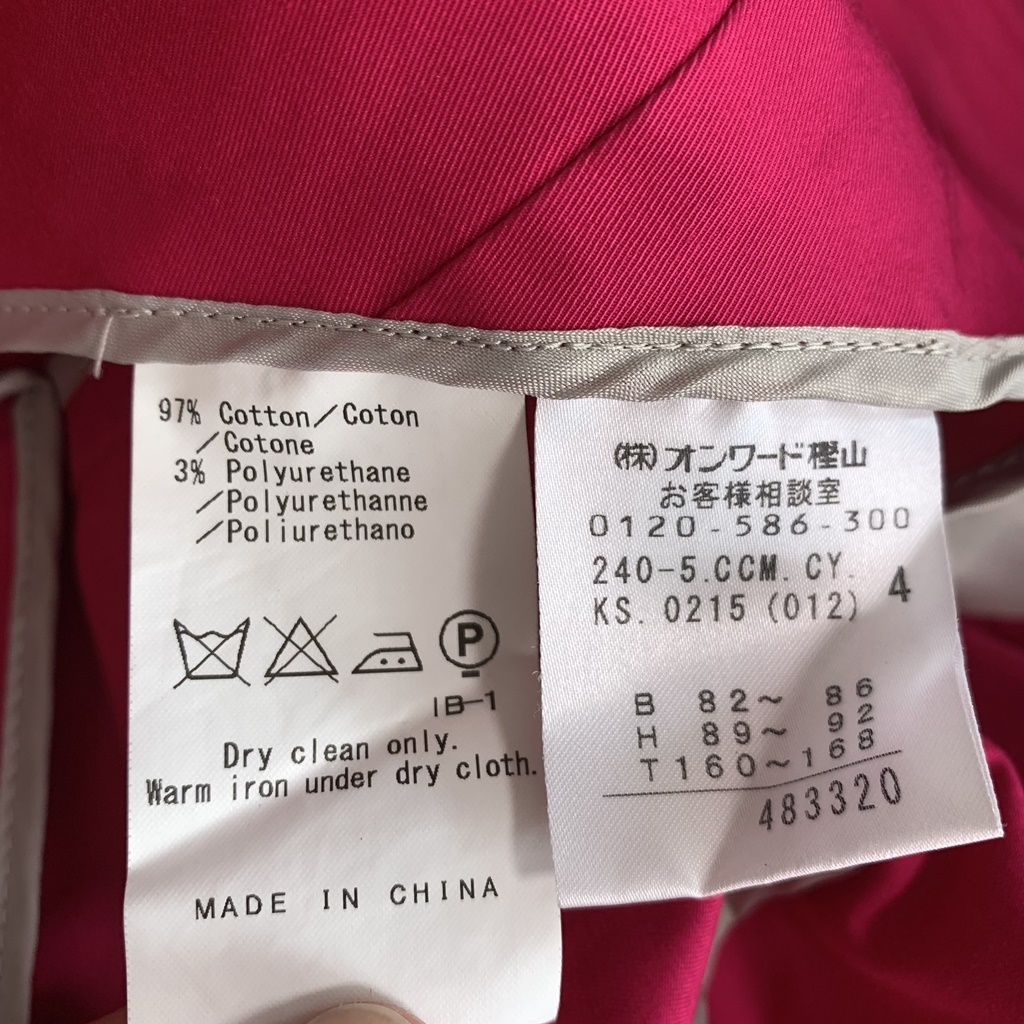 97% Cotton／Coton
／Cotone
3% Polyurethane
／Polyurethanne
／Poliurethano
P
IB-1
Dry clean only.
Warm iron under dry cloth.
MADE IN CHINA
㈱オンワード樫山
お客様相談室
0120-586-300
240-5.CCM.CY.
KS.0215(012) 4
B 82～ 86
H 89～ 92
T160～168
483320